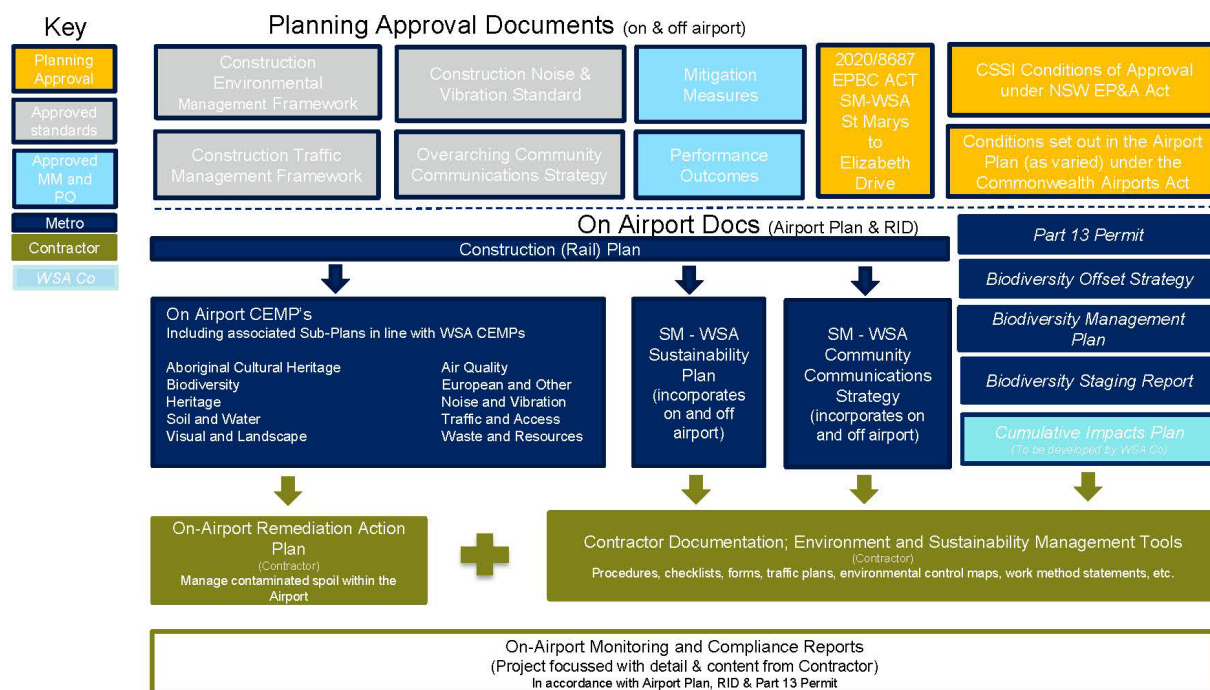 Key
Planning
Approval
Approved
standards
Approved
MM and
PO
Metro
Contractor
WSA Co
Planning Approval Documents (on & off airport)
Construction
Environmental
Management Framework
Construction Noise &
Vibration Standard
Mitigation
Measures
2020/8687
EPBC ACT
SM-WSA
St Marys
to
Elizabeth
Drive
CSSI Conditions of Approval
under NSW EP&A Act
Construction Traffic
Management Framework
Overarching Community
Communications Strategy
Performance
Outcomes
Conditions set out in the Airport
Plan (as varied) under the
Commonwealth Airports Act
On Airport Docs (Airport Plan & RID)
Construction (Rail) Plan
On Airport CEMP's
Including associated Sub-Plans in line with WSA CEMPs
Aboriginal Cultural Heritage
Biodiversity
Heritage
Soil and Water
Visual and Landscape
Air Quality
European and Other
Noise and Vibration
Traffic and Access
Waste and Resources
SM - WSA
Sustainability
Plan
(incorporates
on and off
airport)
SM - WSA
Community
Communications
Strategy
(incorporates on
and off airport)
Part 13 Permit
Biodiversity Offset Strategy
Biodiversity Management
Plan
Biodiversity Staging Report
Cumulative Impacts Plan
(To be developed by WSA Co)
On-Airport Remediation Action
Plan
(Contractor)
Manage contaminated spoil within the
Airport
Contractor Documentation; Environment and Sustainability Management Tools
(Contractor)
Procedures, checklists, forms, traffic plans, environmental control maps, work method statements, etc.
On-Airport Monitoring and Compliance Reports
(Project focussed with detail & content from Contractor)
In accordance with Airport Plan, RID & Part 13 Permit